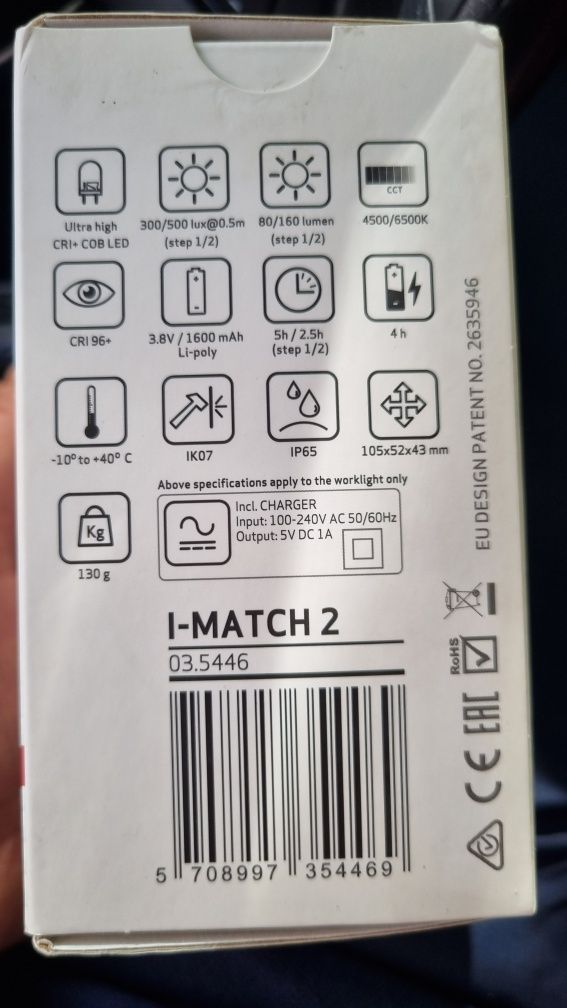 Ultra high
CRI+ COB LED
300/500 lux@0.5m
(step 1/2)
80/160 lumen
(step 1/2)
CCT
4500/6500K
CRI 96+
3.8V / 1600 mAh
Li-poly
5h / 2.5h
(step 1/2)
4 h
-10° to +40° C
IK07
IP65
105x52x43 mm
Kg
130 g
Above specifications apply to the worklight only
Incl. CHARGER
Input: 100-240V AC 50/60Hz
Output: 5V DC 1A
I-MATCH 2
03.5446
5 708997 354469
EU DESIGN PATENT NO. 2635946
RoHS
CE EAC